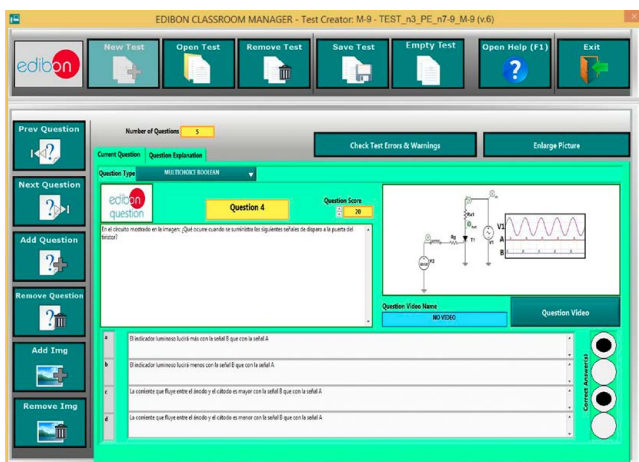 EDIBON CLASSROOM MANAGER - Test Creator: M-9 - TEST_n3_PE_n7-9_M-9 (v.6)
edibon
New Test
Open Test
Remove Test
Save Test
Empty Test
Open Help (F1)
Exit
Prev Question
Number of Questions 5
Check Test Errors & Warnings
Enlarge Picture
Current Question Question Explanation
Question Type MULTICHOICE BOOLEAN
Next Question
edibon
question
Question 4
Question Score
20
En el circuito mostrado en la imagen: ¿Qué ocurre cuando se suministra las siguientes señales de disparo a la puerta del
tiristor?
V1
A
B
Add Question
Remove Question
Question Video Name
NO VIDEO
Question Video
Add Img
Remove Img
a El indicador luminoso lucirá más con la señal B que con la señal A
b El indicador luminoso lucirá menos con la señal B que con la señal A
c La corriente que fluye entre el ánodo y el cátodo es mayor con la señal B que con la señal A
d La corriente que fluye entre el ánodo y el cátodo es menor con la señal B que con la señal A
Correct Answer(s)